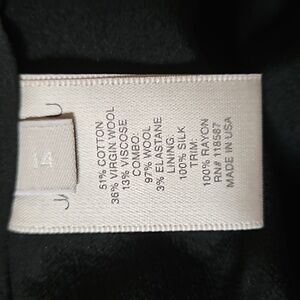 14
51% COTTON
36% VIRGIN WOOL
13% VISCOSE
COMBO:
97% WOOL
3% ELASTANE
LINING:
100% SILK
TRIM:
100% RAYON
RN# 118587
MADE IN USA